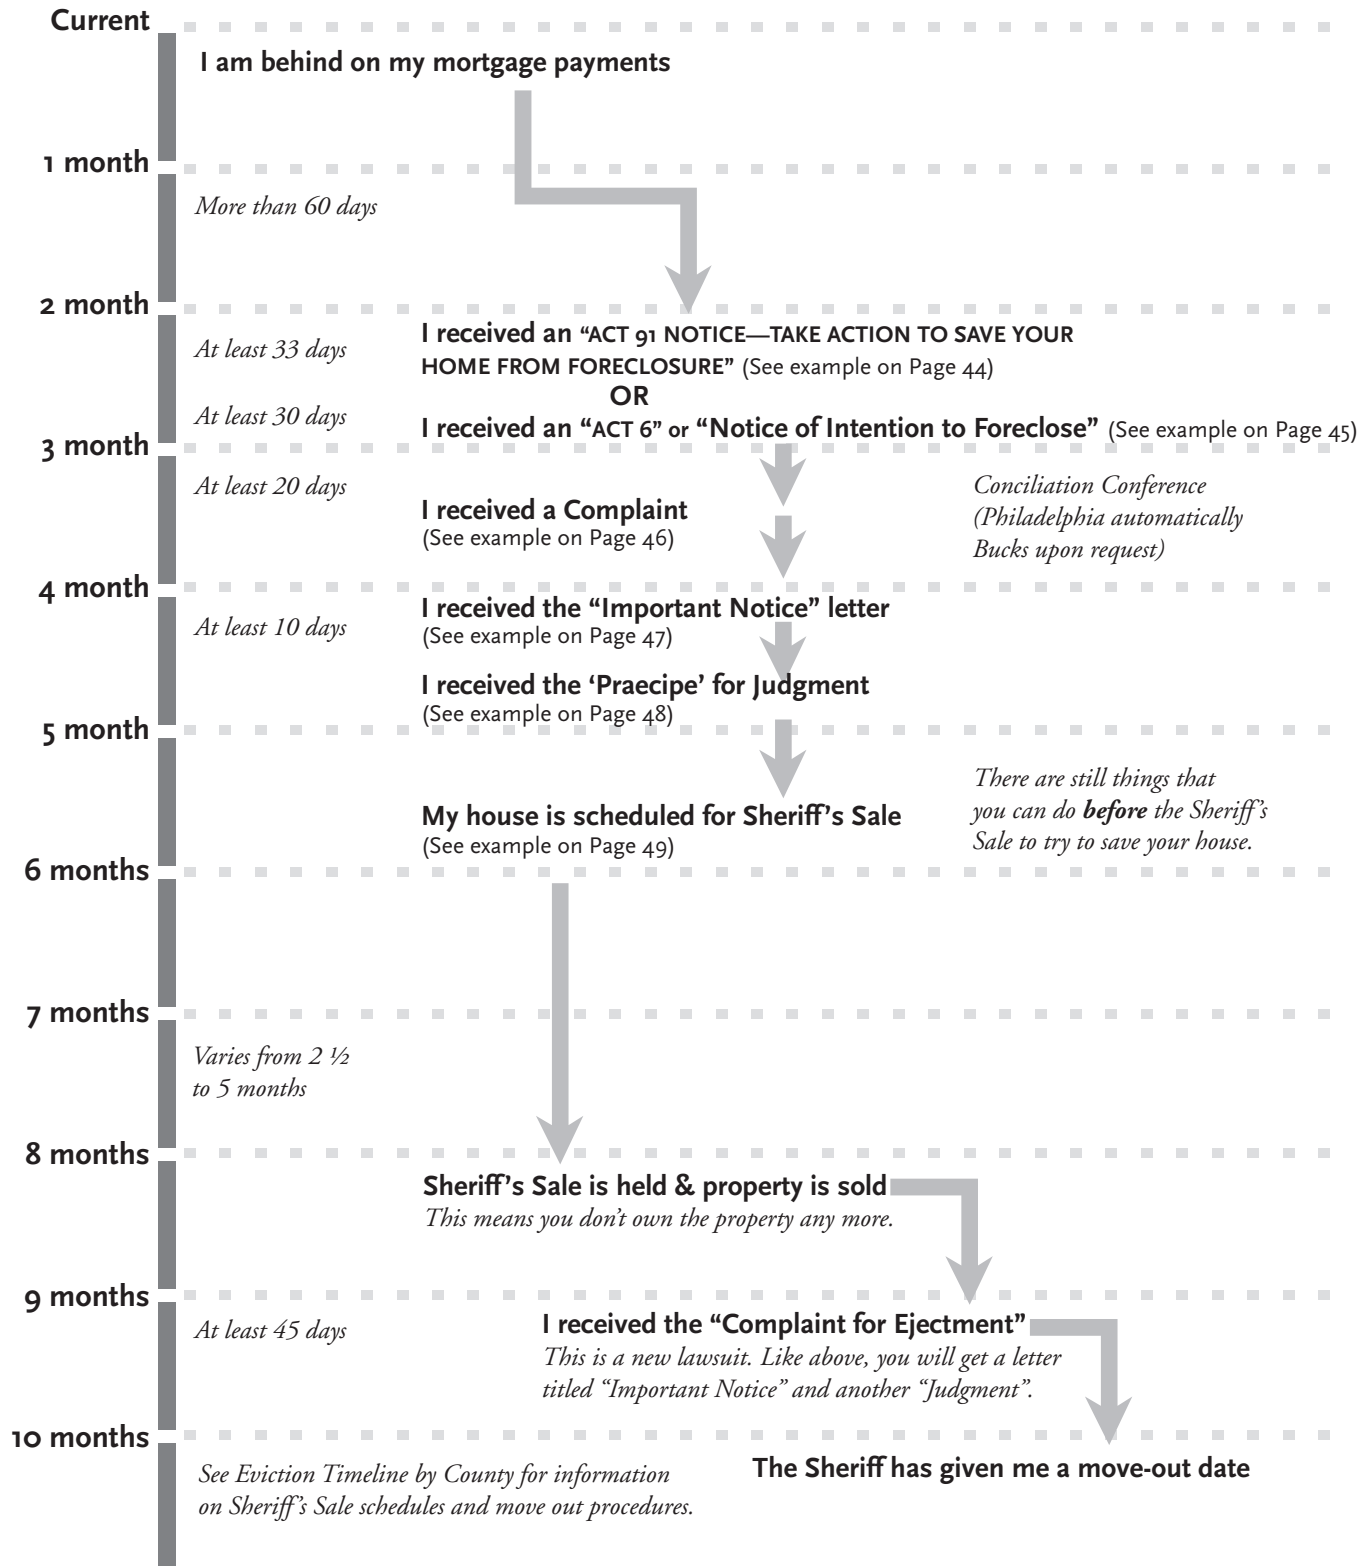 Current
I am behind on my mortgage payments
1 month
More than 60 days
2 month
At least 33 days
I received an “ACT 91 NOTICE—TAKE ACTION TO SAVE YOUR
HOME FROM FORECLOSURE” (See example on Page 44)
OR
At least 30 days
I received an “ACT 6” or “Notice of Intention to Foreclose” (See example on Page 45)
3 month
At least 20 days
I received a Complaint
(See example on Page 46)
Conciliation Conference
(Philadelphia automatically
Bucks upon request)
4 month
At least 10 days
I received the “Important Notice” letter
(See example on Page 47)
I received the ‘Praecipe’ for Judgment
(See example on Page 48)
5 month
My house is scheduled for Sheriff’s Sale
(See example on Page 49)
There are still things that
you can do before the Sheriff’s
Sale to try to save your house.
6 months
7 months
Varies from 2 ½
to 5 months
8 months
Sheriff’s Sale is held & property is sold
This means you don’t own the property any more.
9 months
At least 45 days
I received the “Complaint for Ejectment”
This is a new lawsuit. Like above, you will get a letter
titled “Important Notice” and another “Judgment”.
10 months
See Eviction Timeline by County for information
on Sheriff’s Sale schedules and move out procedures.
The Sheriff has given me a move-out date